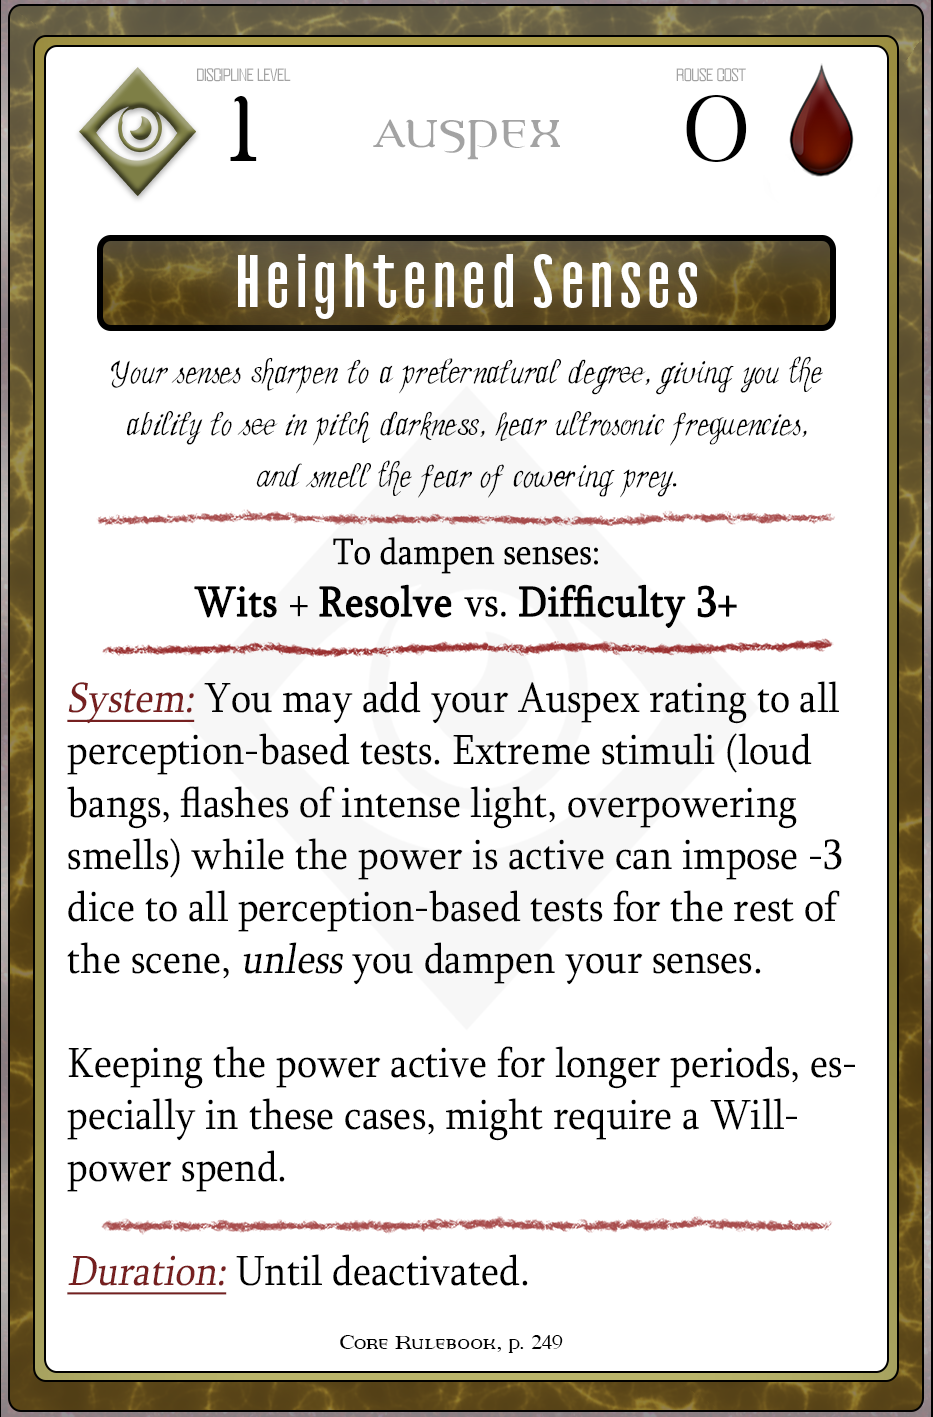 DISCIPLINE LEVEL
ROUSE COST
1
AUSPEX
0
Heightened Senses
Your senses sharpen to a preternatural degree, giving you the
ability to see in pitch darkness, hear ultrosonic frequencies,
and smell the fear of cowering prey.
To dampen senses:
Wits + Resolve vs. Difficulty 3+
System: You may add your Auspex rating to all
perception-based tests. Extreme stimuli (loud
bangs, flashes of intense light, overpowering
smells) while the power is active can impose -3
dice to all perception-based tests for the rest of
the scene, unless you dampen your senses.
Keeping the power active for longer periods, es-
pecially in these cases, might require a Will-
power spend.
Duration: Until deactivated.
Core Rulebook, p. 249